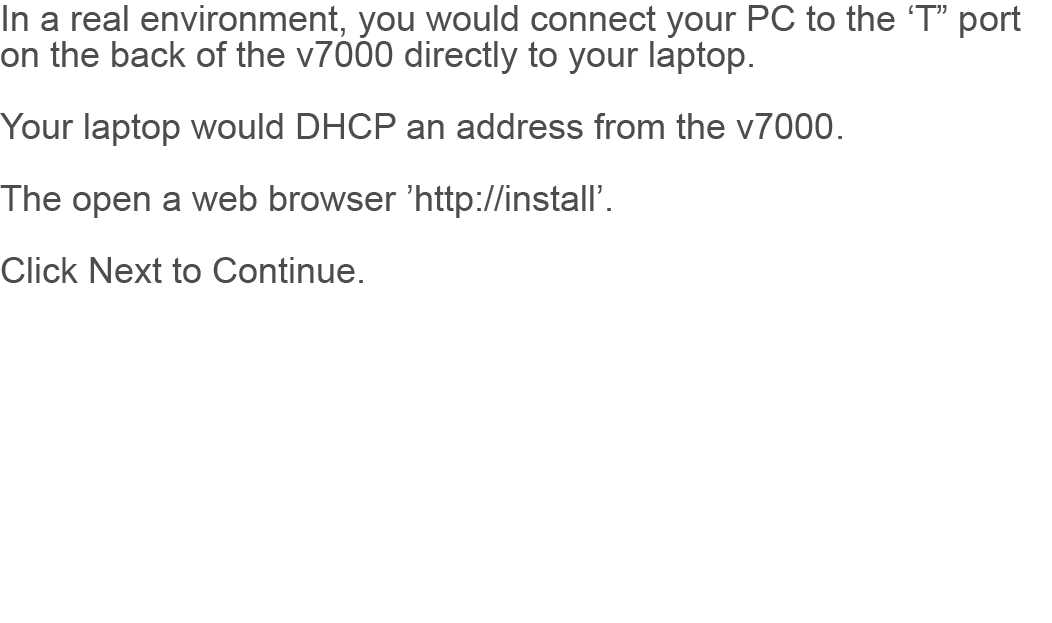 In a real environment, you would connect your PC to the ‘T” port
on the back of the v7000 directly to your laptop.
Your laptop would DHCP an address from the v7000.
The open a web browser ’http://install’.
Click Next to Continue.